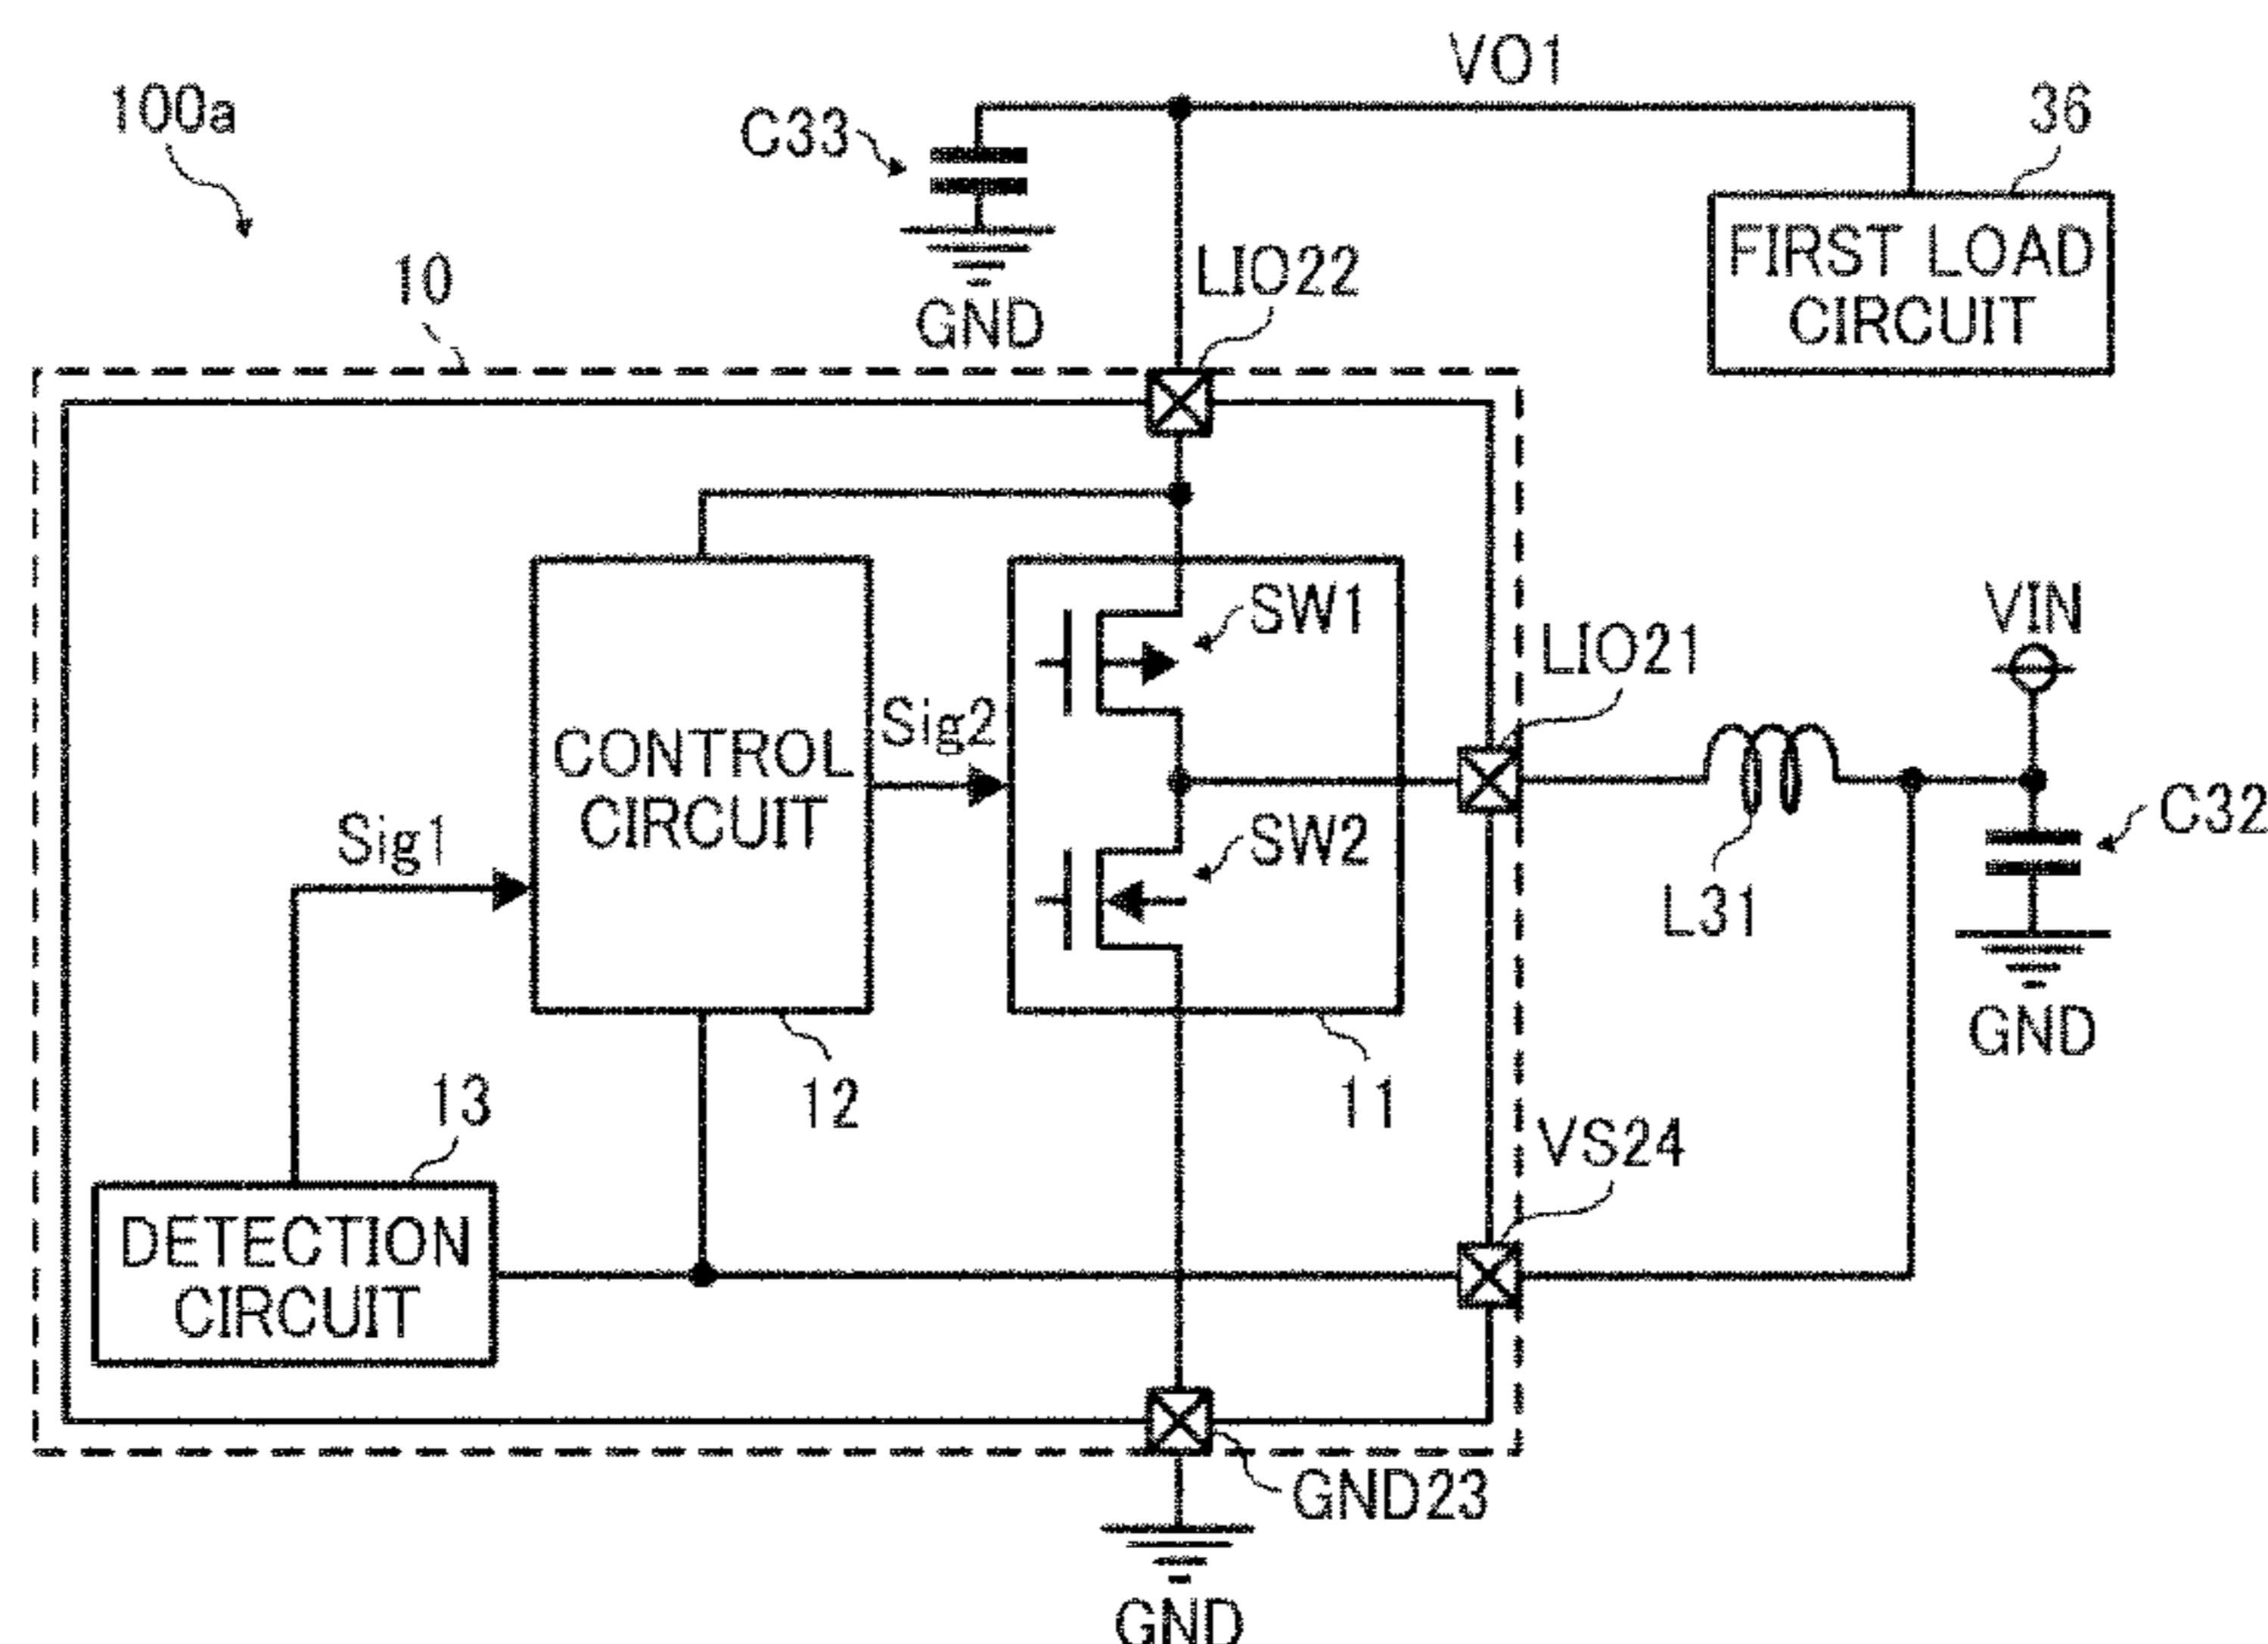 VO1
100a
C33
36
FIRST LOAD
CIRCUIT
10
GND
LIO22
SW1
VIN
LIO21
Sig2
CONTROL
CIRCUIT
Sig1
SW2
C32
L31
GND
13
12
11
VS24
DETECTION
CIRCUIT
GND23
GND